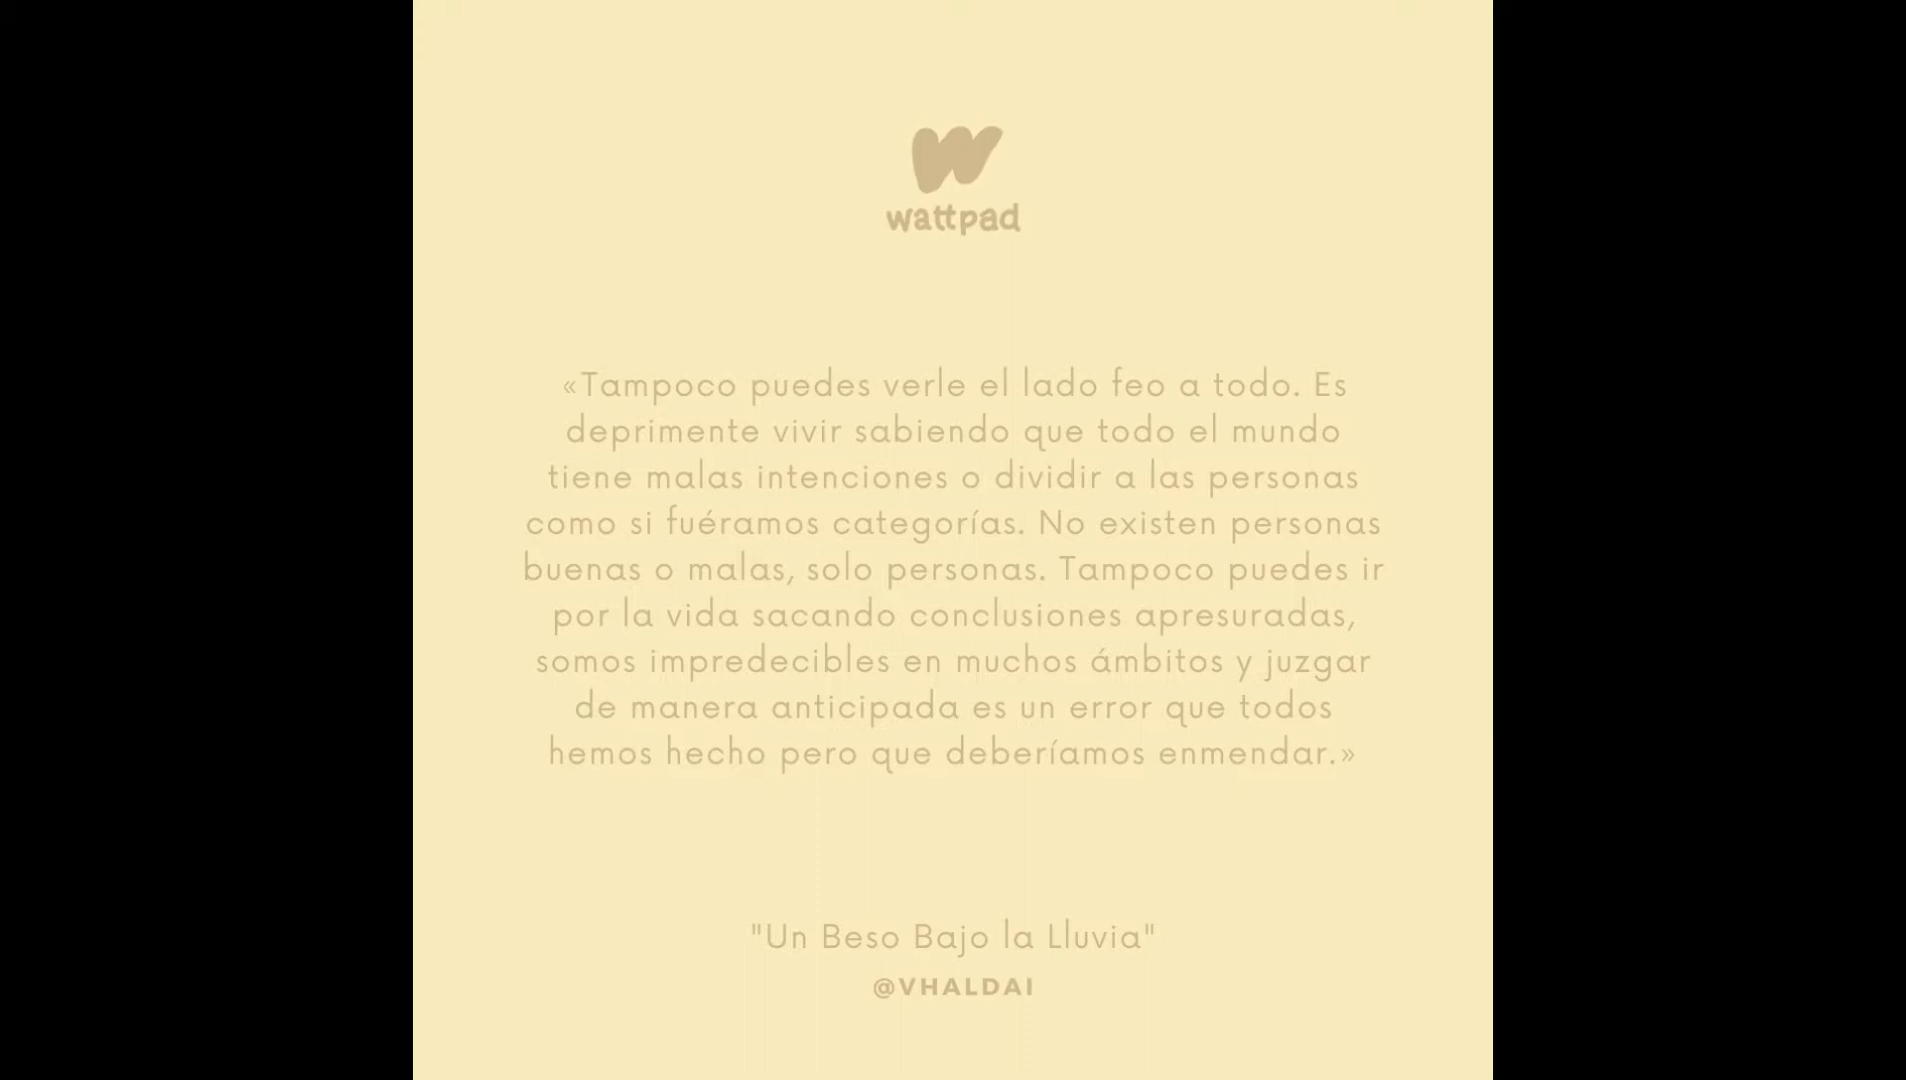 wattpad
«Tampoco puedes verle el lado feo a todo. Es
deprimente vivir sabiendo que todo el mundo
tiene malas intenciones o dividir a las personas
como si fuéramos categorías. No existen personas
buenas o malas, solo personas. Tampoco puedes ir
por la vida sacando conclusiones apresuradas,
somos impredecibles en muchos ámbitos y juzgar
de manera anticipada es un error que todos
hemos hecho pero que deberíamos enmendar.»
"Un Beso Bajo la Lluvia"
@VHALDAI